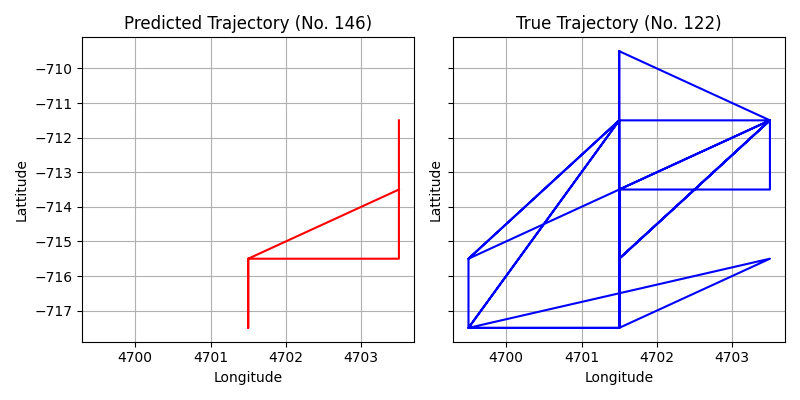 Predicted Trajectory (No. 146)
True Trajectory (No. 122)
−710
−711
−712
−713
−714
−715
−716
−717
Lattitude
Lattitude
4700
4701
4702
4703
4700
4701
4702
4703
Longitude
Longitude